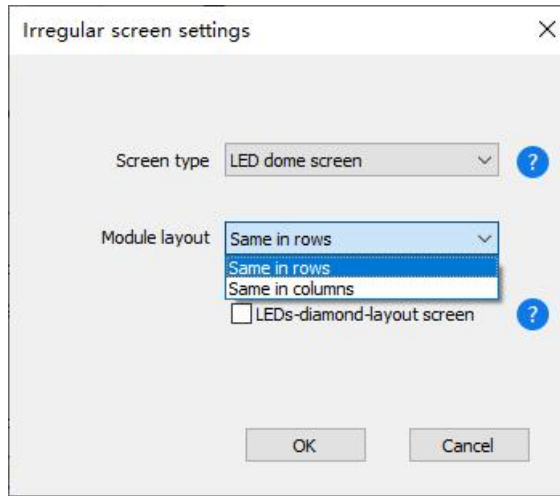 Irregular screen settings
Screen type LED dome screen ?
Module layout Same in rows
Same in rows
Same in columns
LEDs-diamond-layout screen ?
OK Cancel